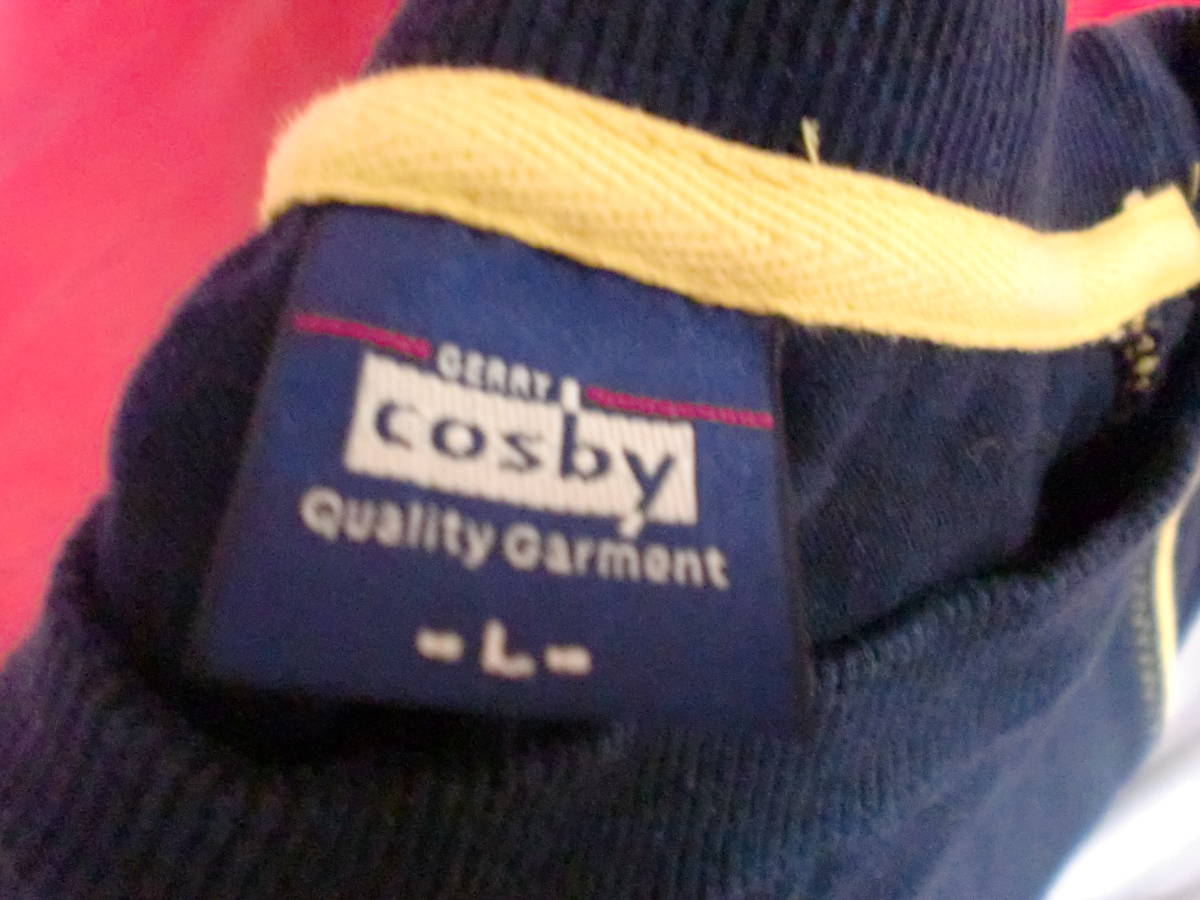 GERRY
cosby
Quality Garment
- L -